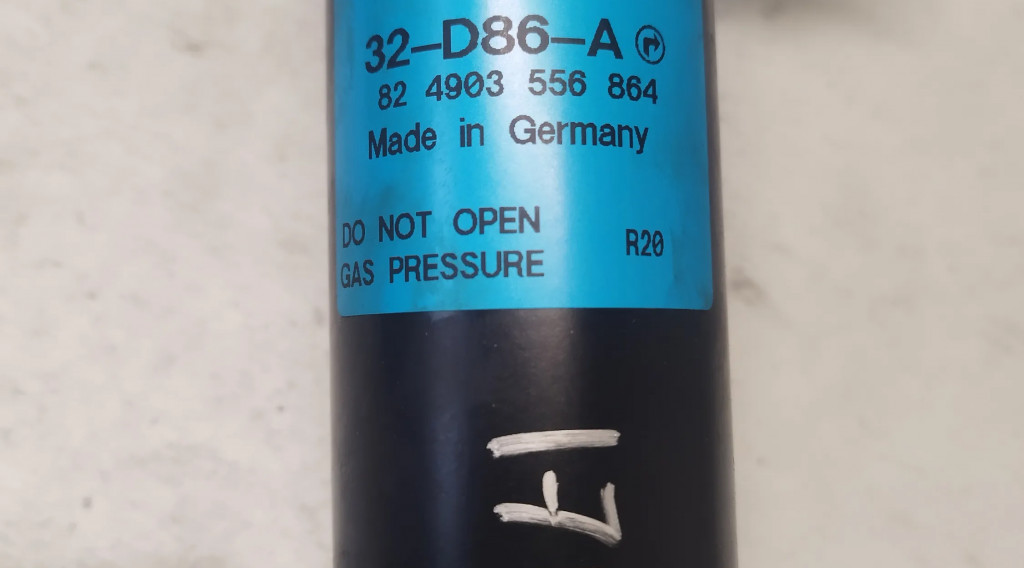 32-D86-A
82 4903 556 864
Made in Germany
DO NOT OPEN
GAS PRESSURE
R20